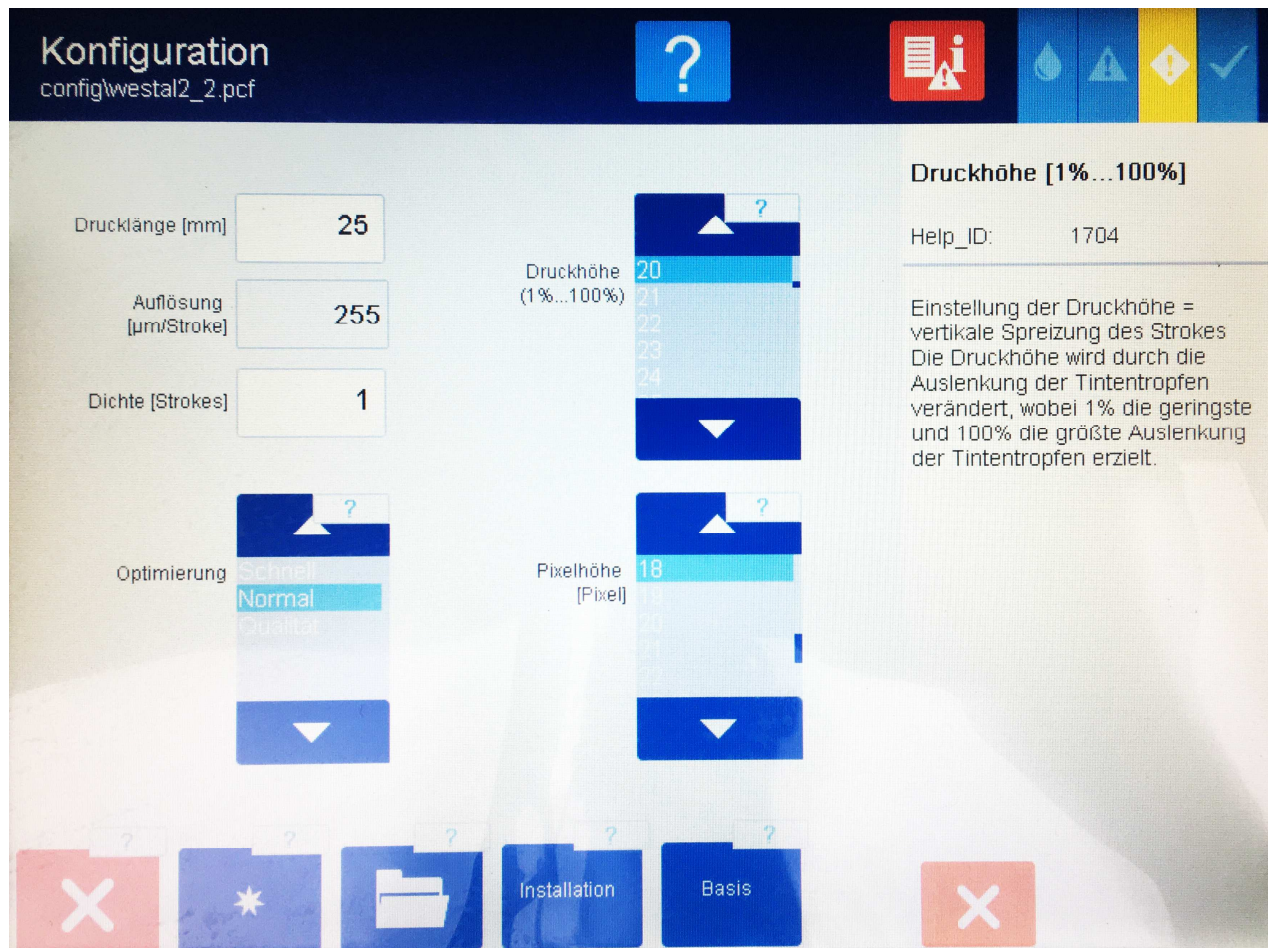 Konfiguration
config\westal2_2.pcf
?
Drucklänge [mm]
25
Auflösung
[µm/Stroke]
255
Dichte [Strokes]
1
Druckhöhe
(1%...100%)
?
20
21
22
23
24
Optimierung
?
Schnell
Normal
Qualität
Pixelhöhe
[Pixel]
?
18
19
20
21
22
Druckhöhe [1%...100%]
Help_ID: 1704
Einstellung der Druckhöhe =
vertikale Spreizung des Strokes
Die Druckhöhe wird durch die
Auslenkung der Tintentropfen
verändert, wobei 1% die geringste
und 100% die größte Auslenkung
der Tintentropfen erzielt.
?
?
?
?
Installation
?
Basis